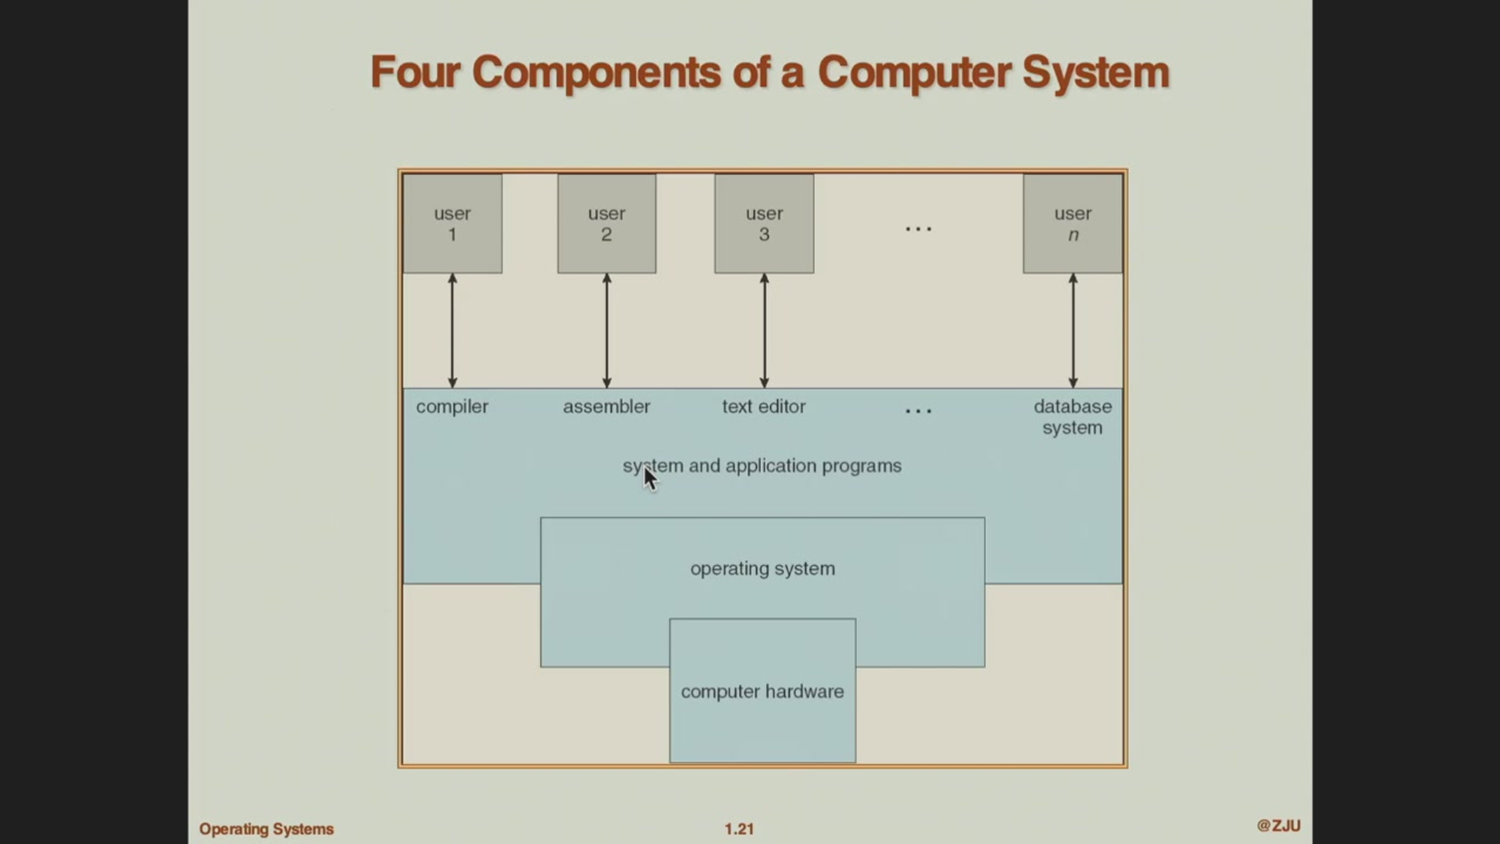 Four Components of a Computer System
user
1
user
2
user
3
...
user
n
compiler
assembler
text editor
...
database
system
system and application programs
operating system
computer hardware
Operating Systems
1.21
@ZJU